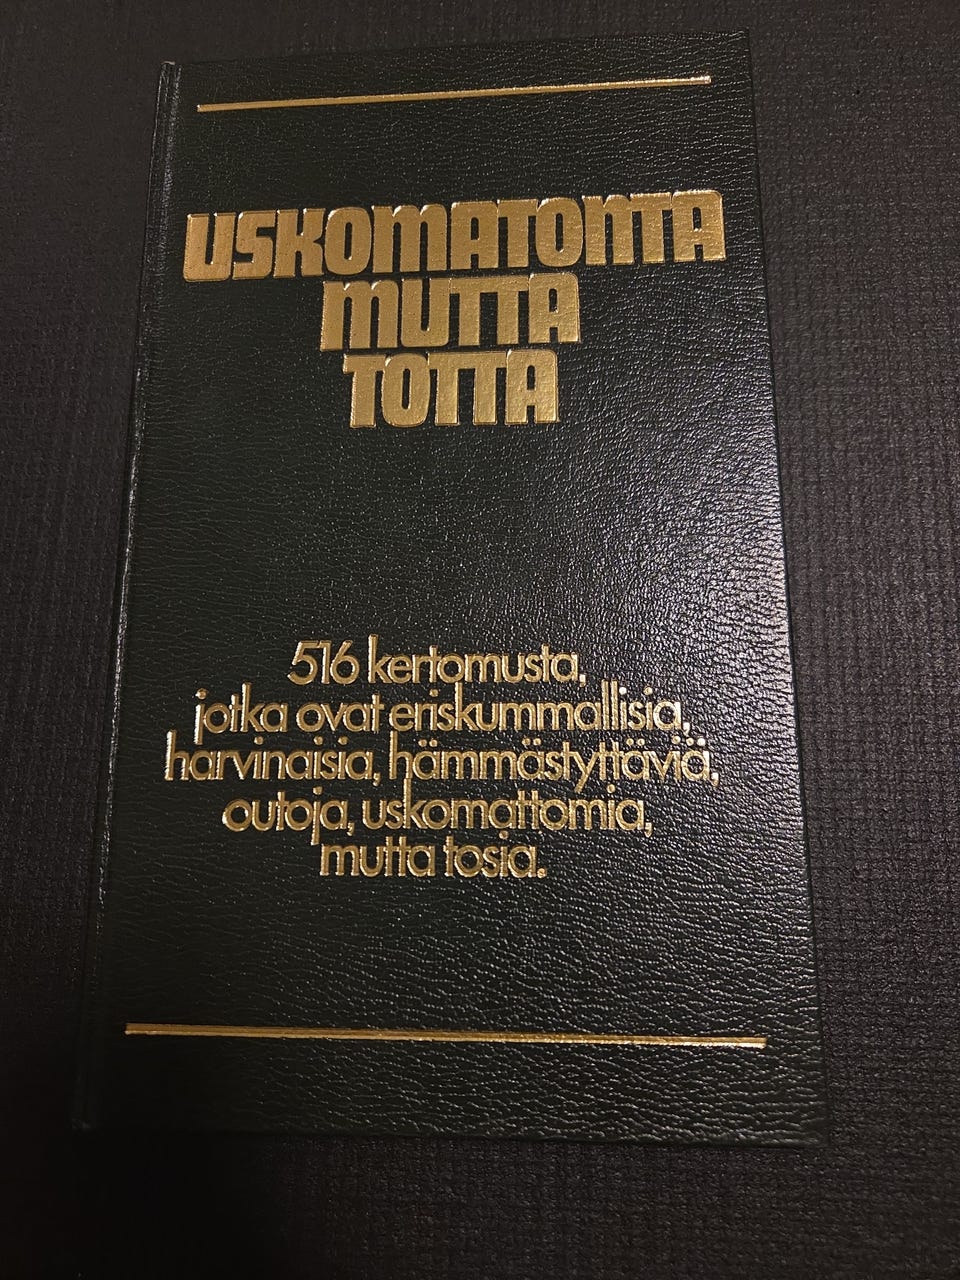 USKOMATONTA
MUTTA
TOTTA
516 kertomusta,
jotka ovat eriskummallisia,
harvinaisia, hämmästyttäviä,
outoja, uskomattomia,
mutta tosia.